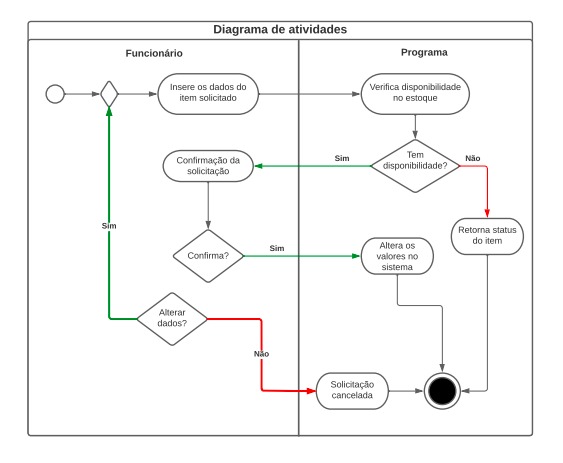 Diagrama de atividades
Funcionário
Programa
Insere os dados do
item solicitado
Verifica disponibilidade
no estoque
Confirmação da
solicitação
Sim
Tem
disponibilidade?
Não
Sim
Retorna status
do item
Confirma?
Sim
Altera os
valores no
sistema
Alterar
dados?
Não
Solicitação
cancelada